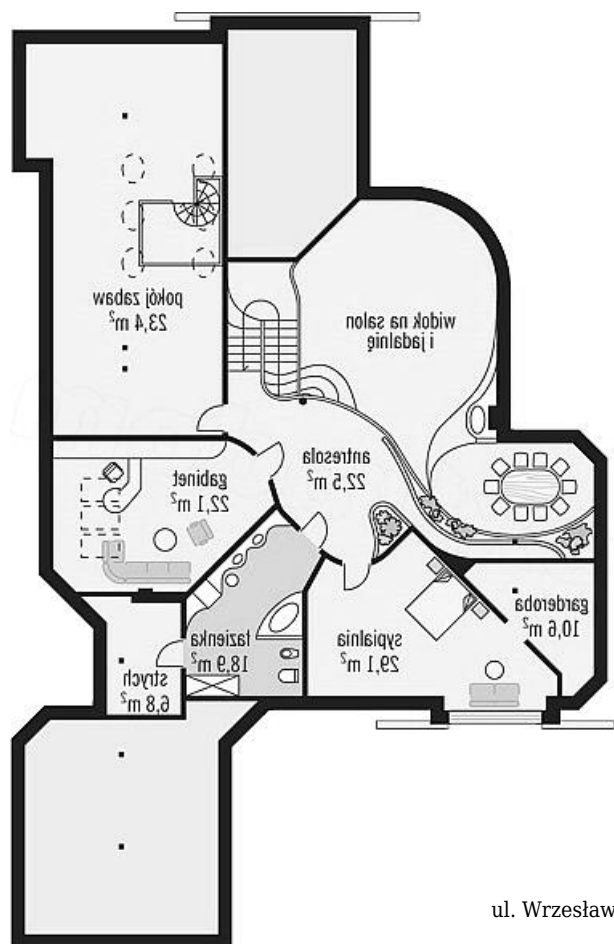 pokój zabaw
23,4 m²
widok na salon
i jadalnię
antresola
22,5 m²
gabinet
22,1 m²
garderoba
10,6 m²
sypialnia
29,1 m²
łazienka
18,9 m²
strych
6,8 m²
ul. Wrzesław